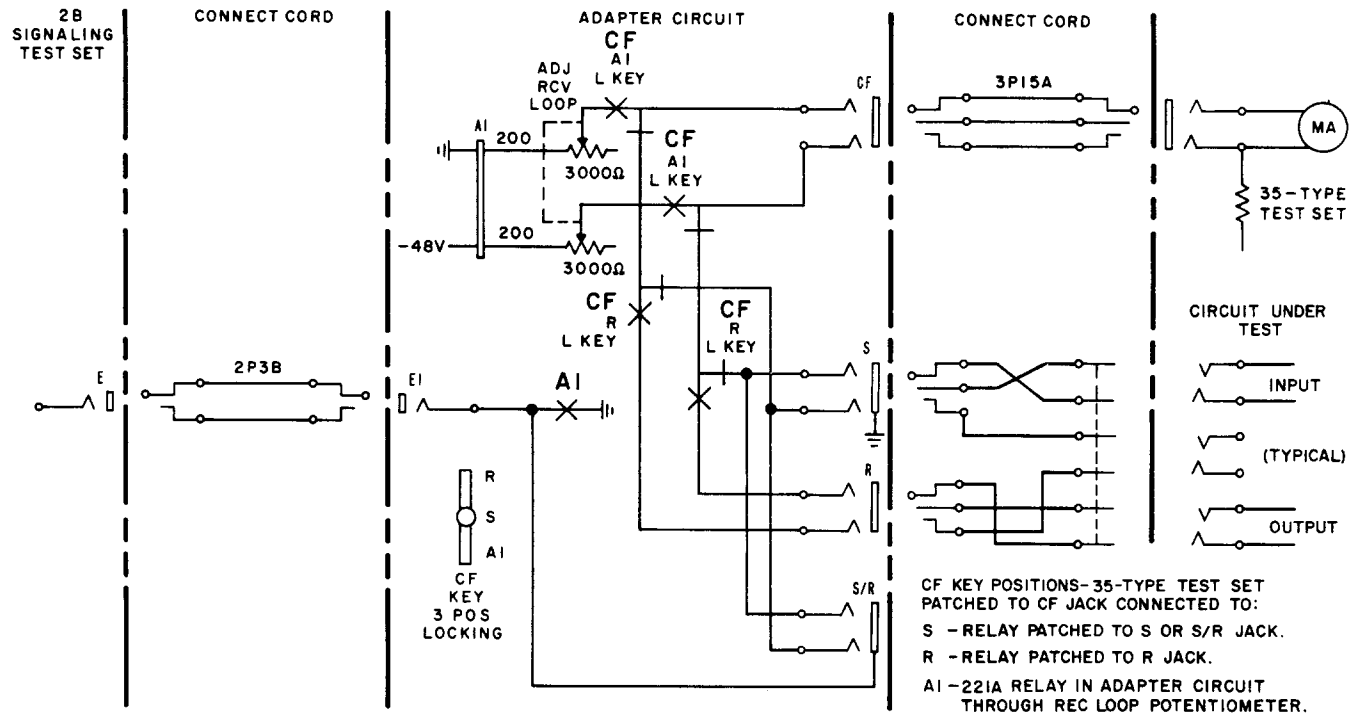 2B
SIGNALING
TEST SET
CONNECT CORD
ADAPTER CIRCUIT
CONNECT CORD
CF
A1
L KEY
ADJ
RCV
LOOP
A1
200
3000Ω
CF
A1
L KEY
-48V
200
3000Ω
CF
3P15A
MA
35-TYPE
TEST SET
CF
R
L KEY
CF
R
L KEY
CIRCUIT UNDER
TEST
E
2P3B
E1
A1
S
INPUT
(TYPICAL)
OUTPUT
R
S
A1
CF
KEY
3 POS
LOCKING
R
S/R
CF KEY POSITIONS-35-TYPE TEST SET
PATCHED TO CF JACK CONNECTED TO:
S - RELAY PATCHED TO S OR S/R JACK.
R - RELAY PATCHED TO R JACK.
A1 - 221A RELAY IN ADAPTER CIRCUIT
THROUGH REC LOOP POTENTIOMETER.